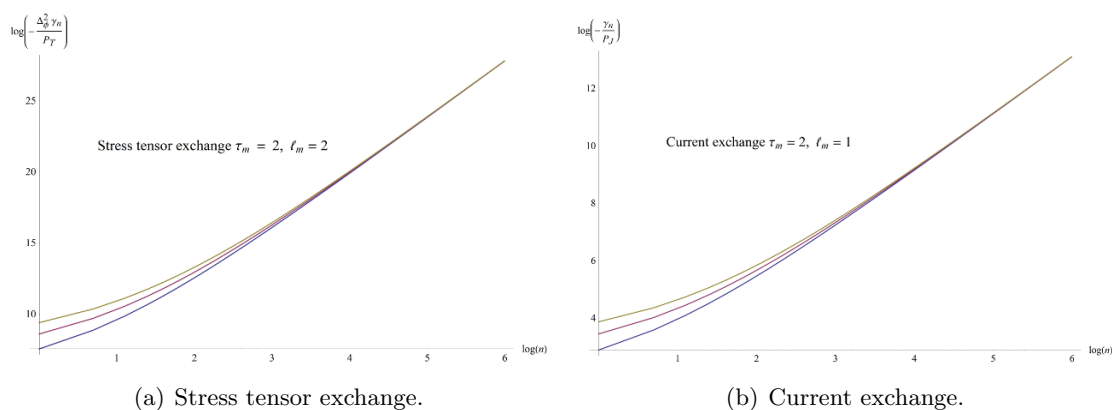 log(-Δ²_ϕ γ_n / P_T)
25
20
15
10
Stress tensor exchange τ_m = 2, ℓ_m = 2
1 2 3 4 5 6
log(n)
(a) Stress tensor exchange.
log(-γ_n / P_J)
12
10
8
6
4
Current exchange τ_m = 2, ℓ_m = 1
1 2 3 4 5 6
log(n)
(b) Current exchange.